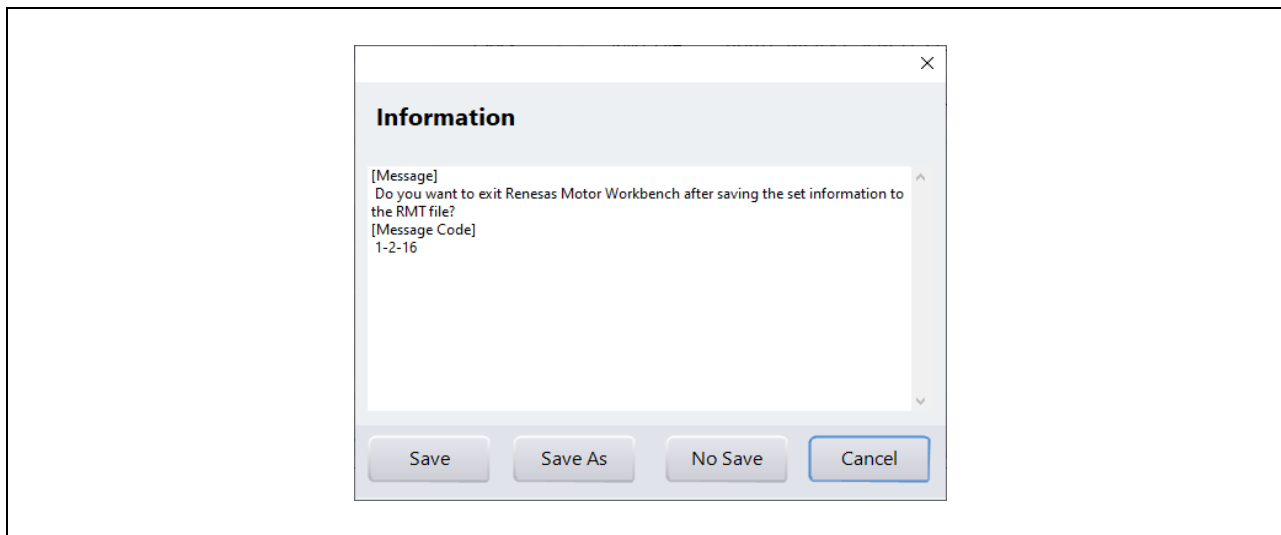 Information
[Message]
Do you want to exit Renesas Motor Workbench after saving the set information to
the RMT file?
[Message Code]
1-2-16
Save
Save As
No Save
Cancel